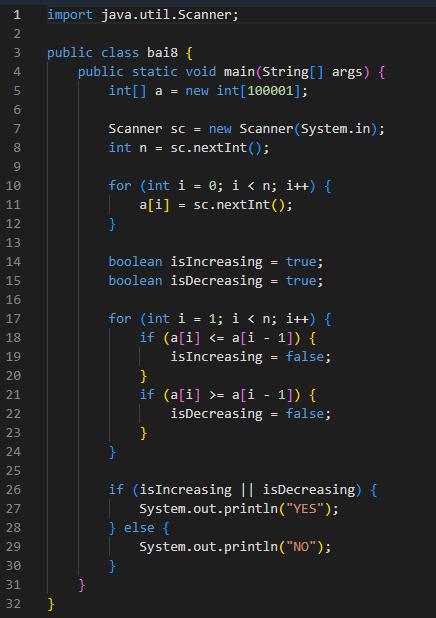 1 import java.util.Scanner;
2
3 public class bai8 {
4     public static void main(String[] args) {
5         int[] a = new int[100001];
6
7         Scanner sc = new Scanner(System.in);
8         int n = sc.nextInt();
9
10         for (int i = 0; i < n; i++) {
11             a[i] = sc.nextInt();
12         }
13
14         boolean isIncreasing = true;
15         boolean isDecreasing = true;
16
17         for (int i = 1; i < n; i++) {
18             if (a[i] <= a[i - 1]) {
19                 isIncreasing = false;
20             }
21             if (a[i] >= a[i - 1]) {
22                 isDecreasing = false;
23             }
24         }
25
26         if (isIncreasing || isDecreasing) {
27             System.out.println("YES");
28         } else {
29             System.out.println("NO");
30         }
31     }
32 }